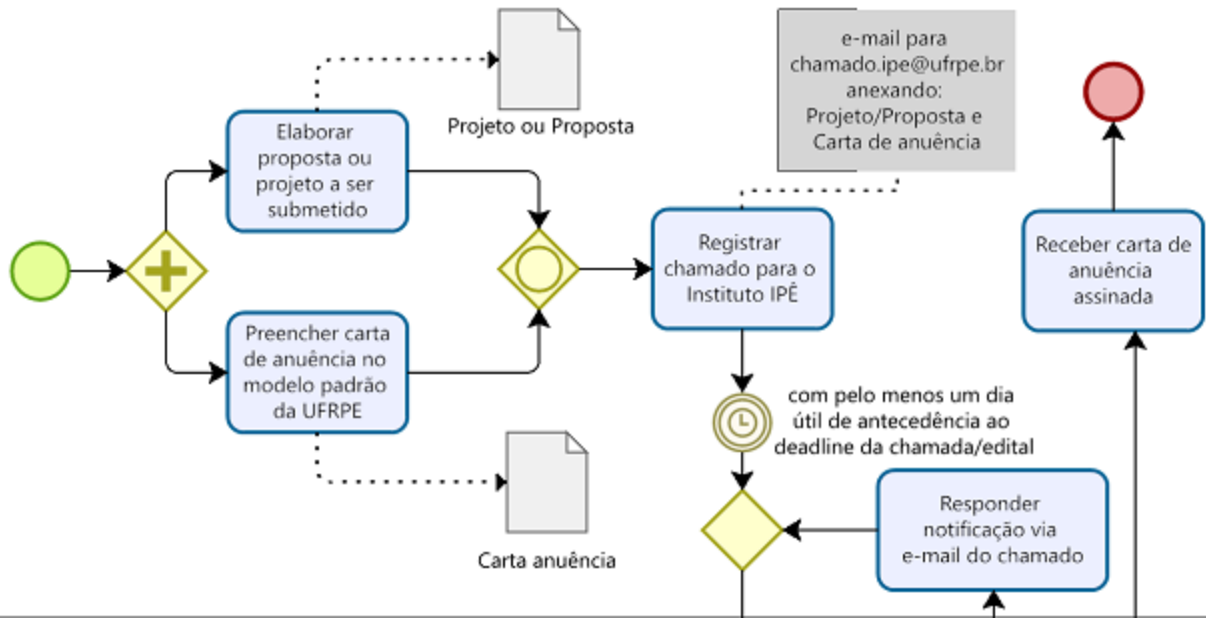 Elaborar
proposta ou
projeto a ser
submetido
Projeto ou Proposta
Preencher carta
de anuência no
modelo padrão
da UFRPE
Carta anuência
e-mail para
chamado.ipe@ufrpe.br
anexando:
Projeto/Proposta e
Carta de anuência
Registrar
chamado para o
Instituto IPÊ
com pelo menos um dia
útil de antecedência ao
deadline da chamada/edital
Responder
notificação via
e-mail do chamado
Receber carta de
anuência
assinada